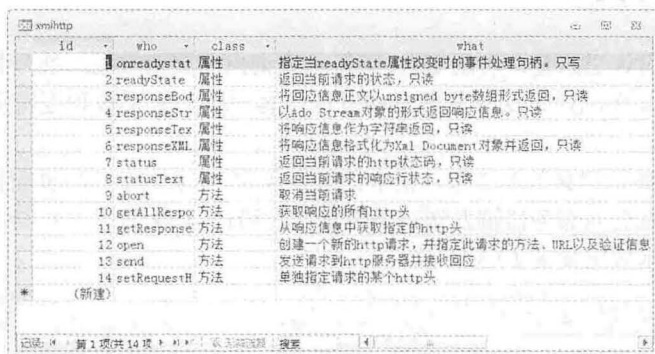 xmlhttp
id who class what
1 onreadystat 属性 指定当readyState属性改变时的事件处理句柄。只写
2 readyState 属性 返回当前请求的状态，只读
3 responseBod 属性 将回应信息正文以unsigned byte数组形式返回，只读
4 responseStr 属性 以Ado Stream对象的形式返回响应信息。只读
5 responseTex 属性 将响应信息作为字符串返回，只读
6 responseXML 属性 将响应信息格式化为Xml Document对象并返回，只读
7 status 属性 返回当前请求的http状态码，只读
8 statusText 属性 返回当前请求的响应行状态，只读
9 abort 方法 取消当前请求
10 getAllRespo 方法 获取响应的所有http头
11 getResponse 方法 从响应信息中获取指定的http头
12 open 方法 创建一个新的http请求，并指定此请求的方法、URL以及验证信息
13 send 方法 发送请求到http服务器并接收回应
14 setRequestH 方法 单独指定请求的某个http头
* (新建)
记录: 第 1 项(共 14 项 无筛选器 搜索